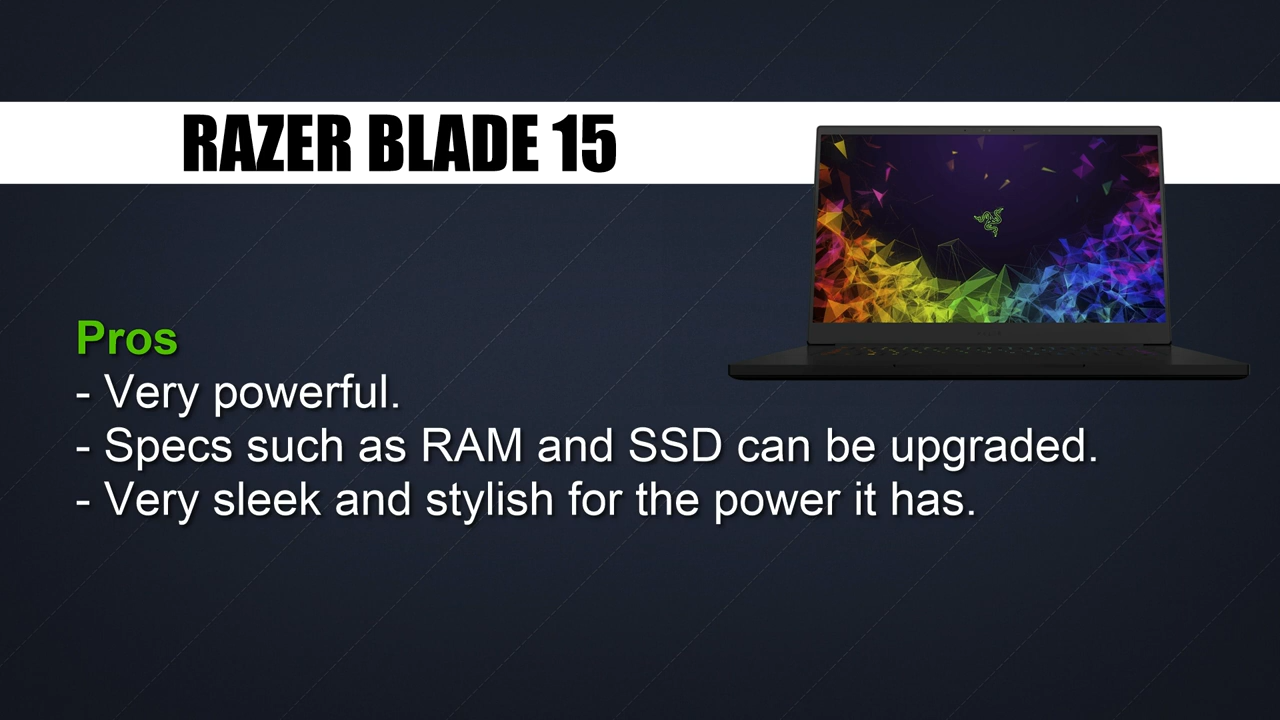 RAZER BLADE 15
Pros
- Very powerful.
- Specs such as RAM and SSD can be upgraded.
- Very sleek and stylish for the power it has.